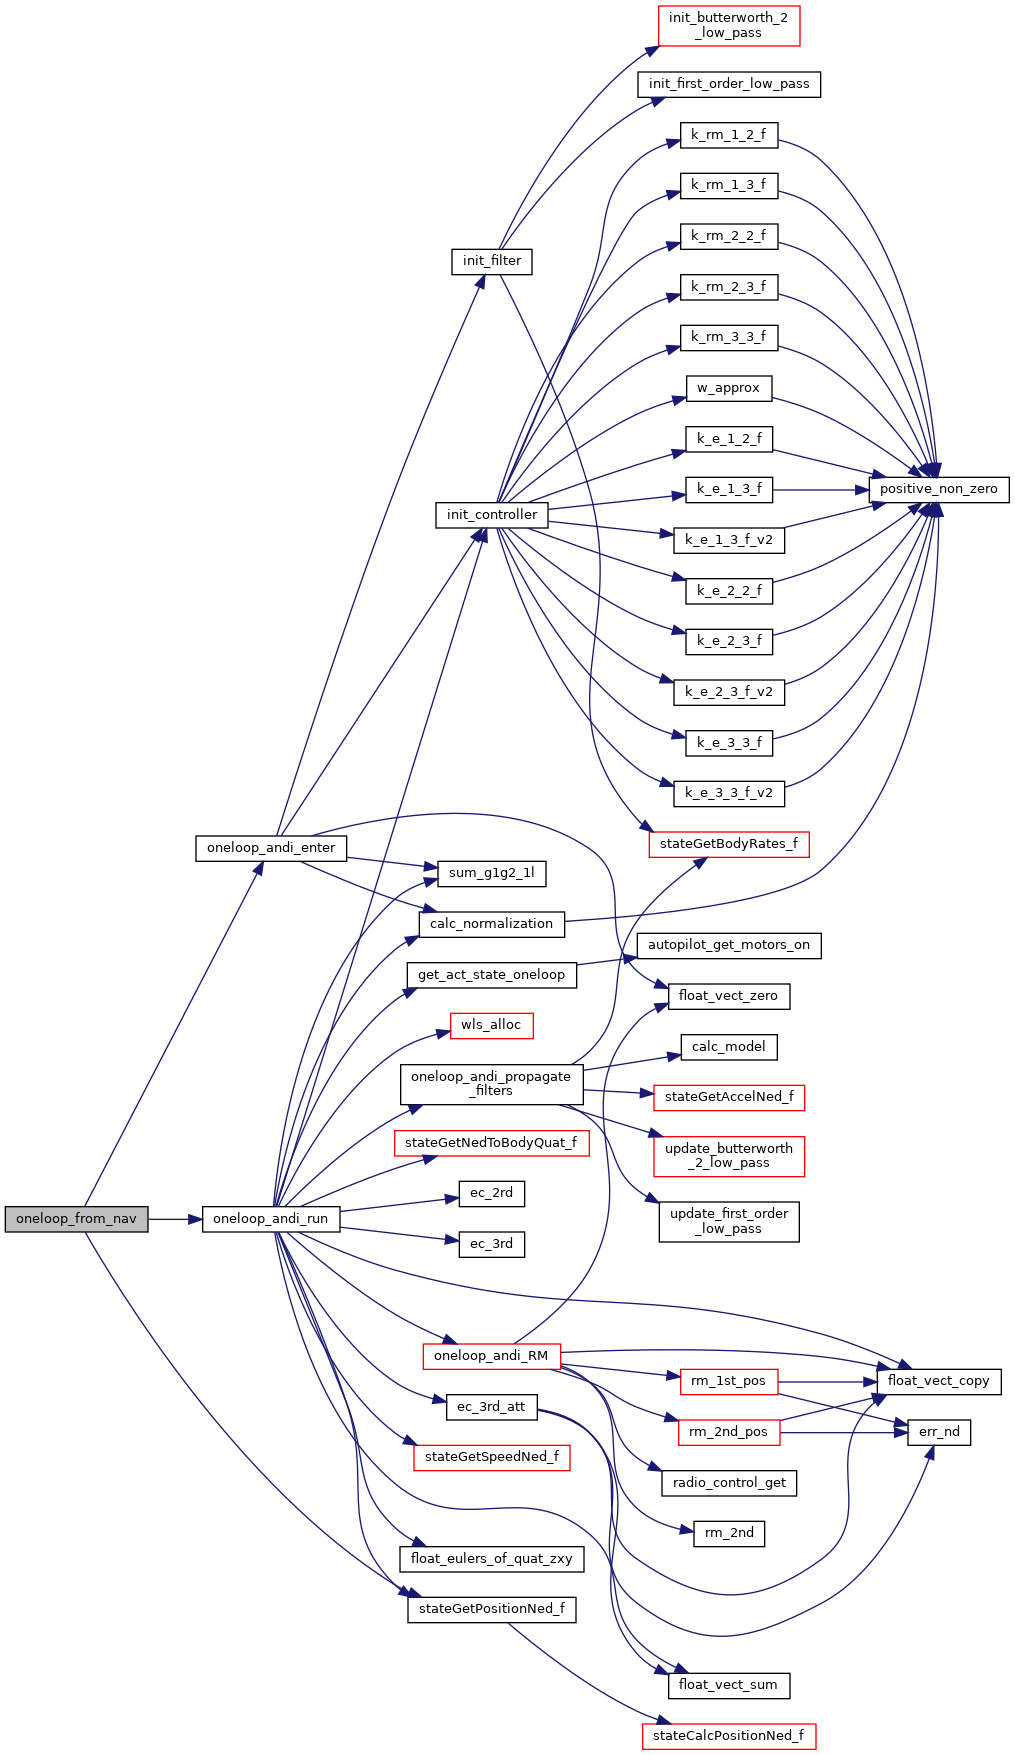 init_butterworth_2
_low_pass
init_first_order_low_pass
k_rm_1_2_f
k_rm_1_3_f
k_rm_2_2_f
init_filter
k_rm_2_3_f
k_rm_3_3_f
w_approx
k_e_1_2_f
k_e_1_3_f
positive_non_zero
init_controller
k_e_1_3_f_v2
k_e_2_2_f
k_e_2_3_f
k_e_2_3_f_v2
k_e_3_3_f
k_e_3_3_f_v2
stateGetBodyRates_f
oneloop_andi_enter
sum_g1g2_1l
calc_normalization
autopilot_get_motors_on
get_act_state_oneloop
float_vect_zero
wls_alloc
calc_model
oneloop_andi_propagate
_filters
stateGetAccelNed_f
stateGetNedToBodyQuat_f
update_butterworth
_2_low_pass
ec_2rd
oneloop_from_nav
oneloop_andi_run
update_first_order
_low_pass
ec_3rd
oneloop_andi_RM
rm_1st_pos
float_vect_copy
ec_3rd_att
rm_2nd_pos
err_nd
stateGetSpeedNed_f
radio_control_get
rm_2nd
float_eulers_of_quat_zxy
stateGetPositionNed_f
float_vect_sum
stateCalcPositionNed_f